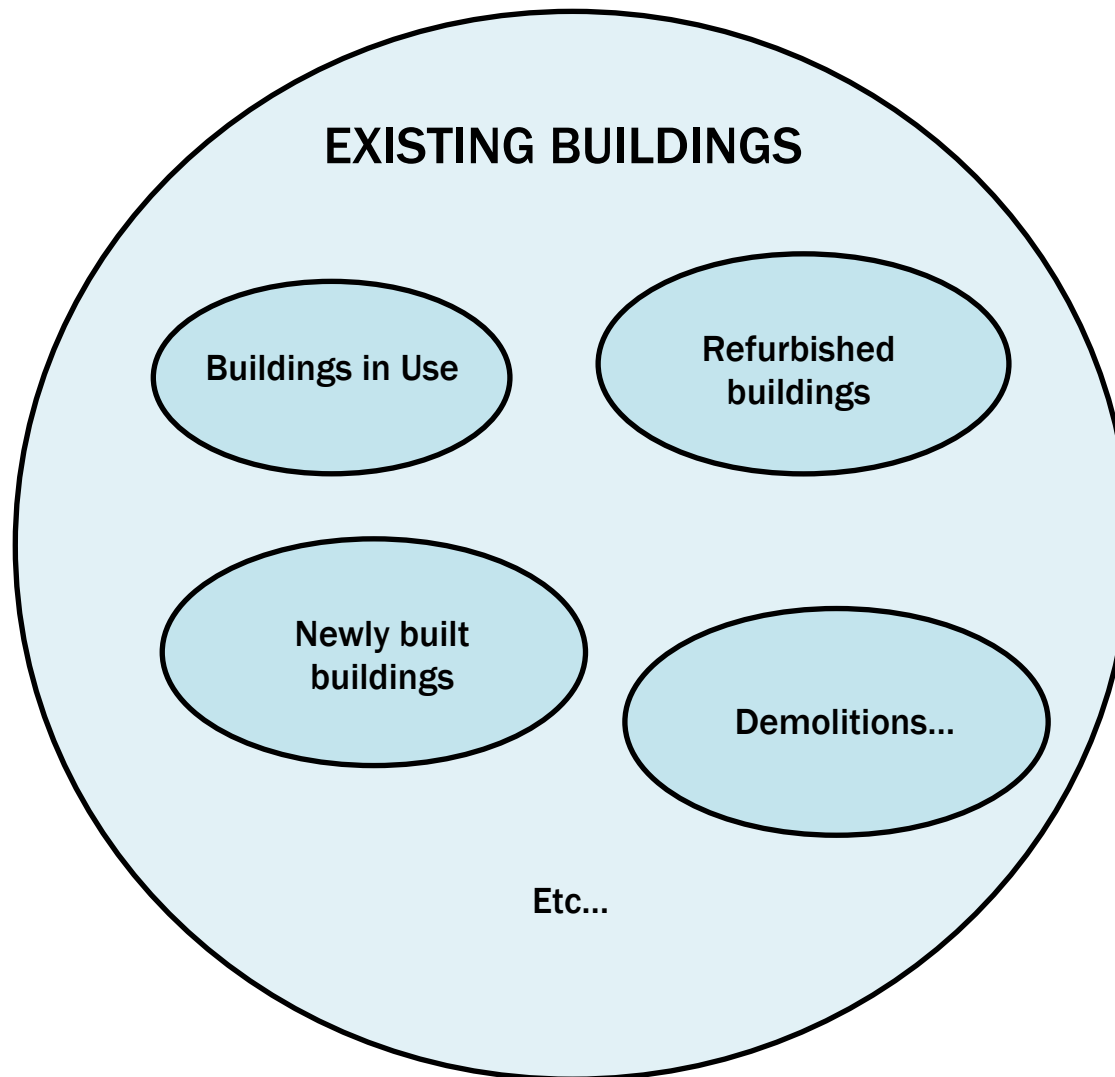 EXISTING BUILDINGS
Buildings in Use
Refurbished
buildings
Newly built
buildings
Demolitions...
Etc...